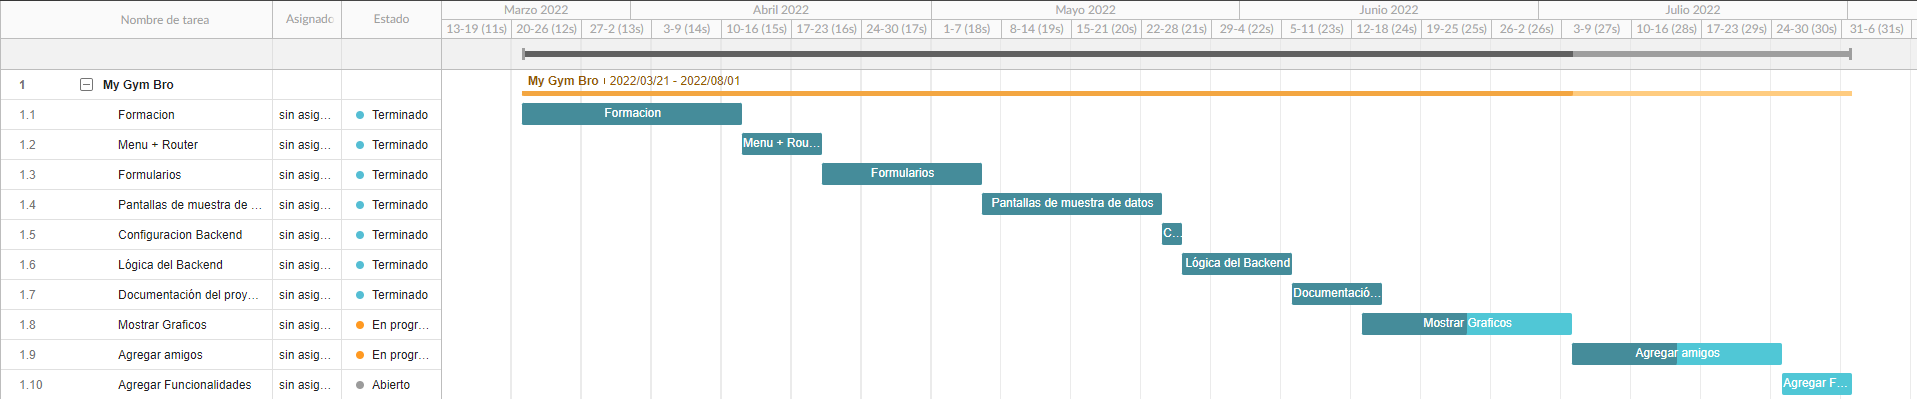 Nombre de tarea Asignado Estado Marzo 2022 Abril 2022 Mayo 2022 Junio 2022 Julio 2022
13-19 (11s) 20-26 (12s) 27-2 (13s) 3-9 (14s) 10-16 (15s) 17-23 (16s) 24-30 (17s) 1-7 (18s) 8-14 (19s) 15-21 (20s) 22-28 (21s) 29-4 (22s) 5-11 (23s) 12-18 (24s) 19-25 (25s) 26-2 (26s) 3-9 (27s) 10-16 (28s) 17-23 (29s) 24-30 (30s) 31-6 (31s)
1 My Gym Bro My Gym Bro 2022/03/21 - 2022/08/01
1.1 Formacion sin asig... Terminado Formacion
1.2 Menu + Router sin asig... Terminado Menu + Rou...
1.3 Formularios sin asig... Terminado Formularios
1.4 Pantallas de muestra de ... sin asig... Terminado Pantallas de muestra de datos
1.5 Configuracion Backend sin asig... Terminado C...
1.6 Lógica del Backend sin asig... Terminado Lógica del Backend
1.7 Documentación del proy... sin asig... Terminado Documentació...
1.8 Mostrar Graficos sin asig... En progr... Mostrar Graficos
1.9 Agregar amigos sin asig... En progr... Agregar amigos
1.10 Agregar Funcionalidades sin asig... Abierto Agregar F...